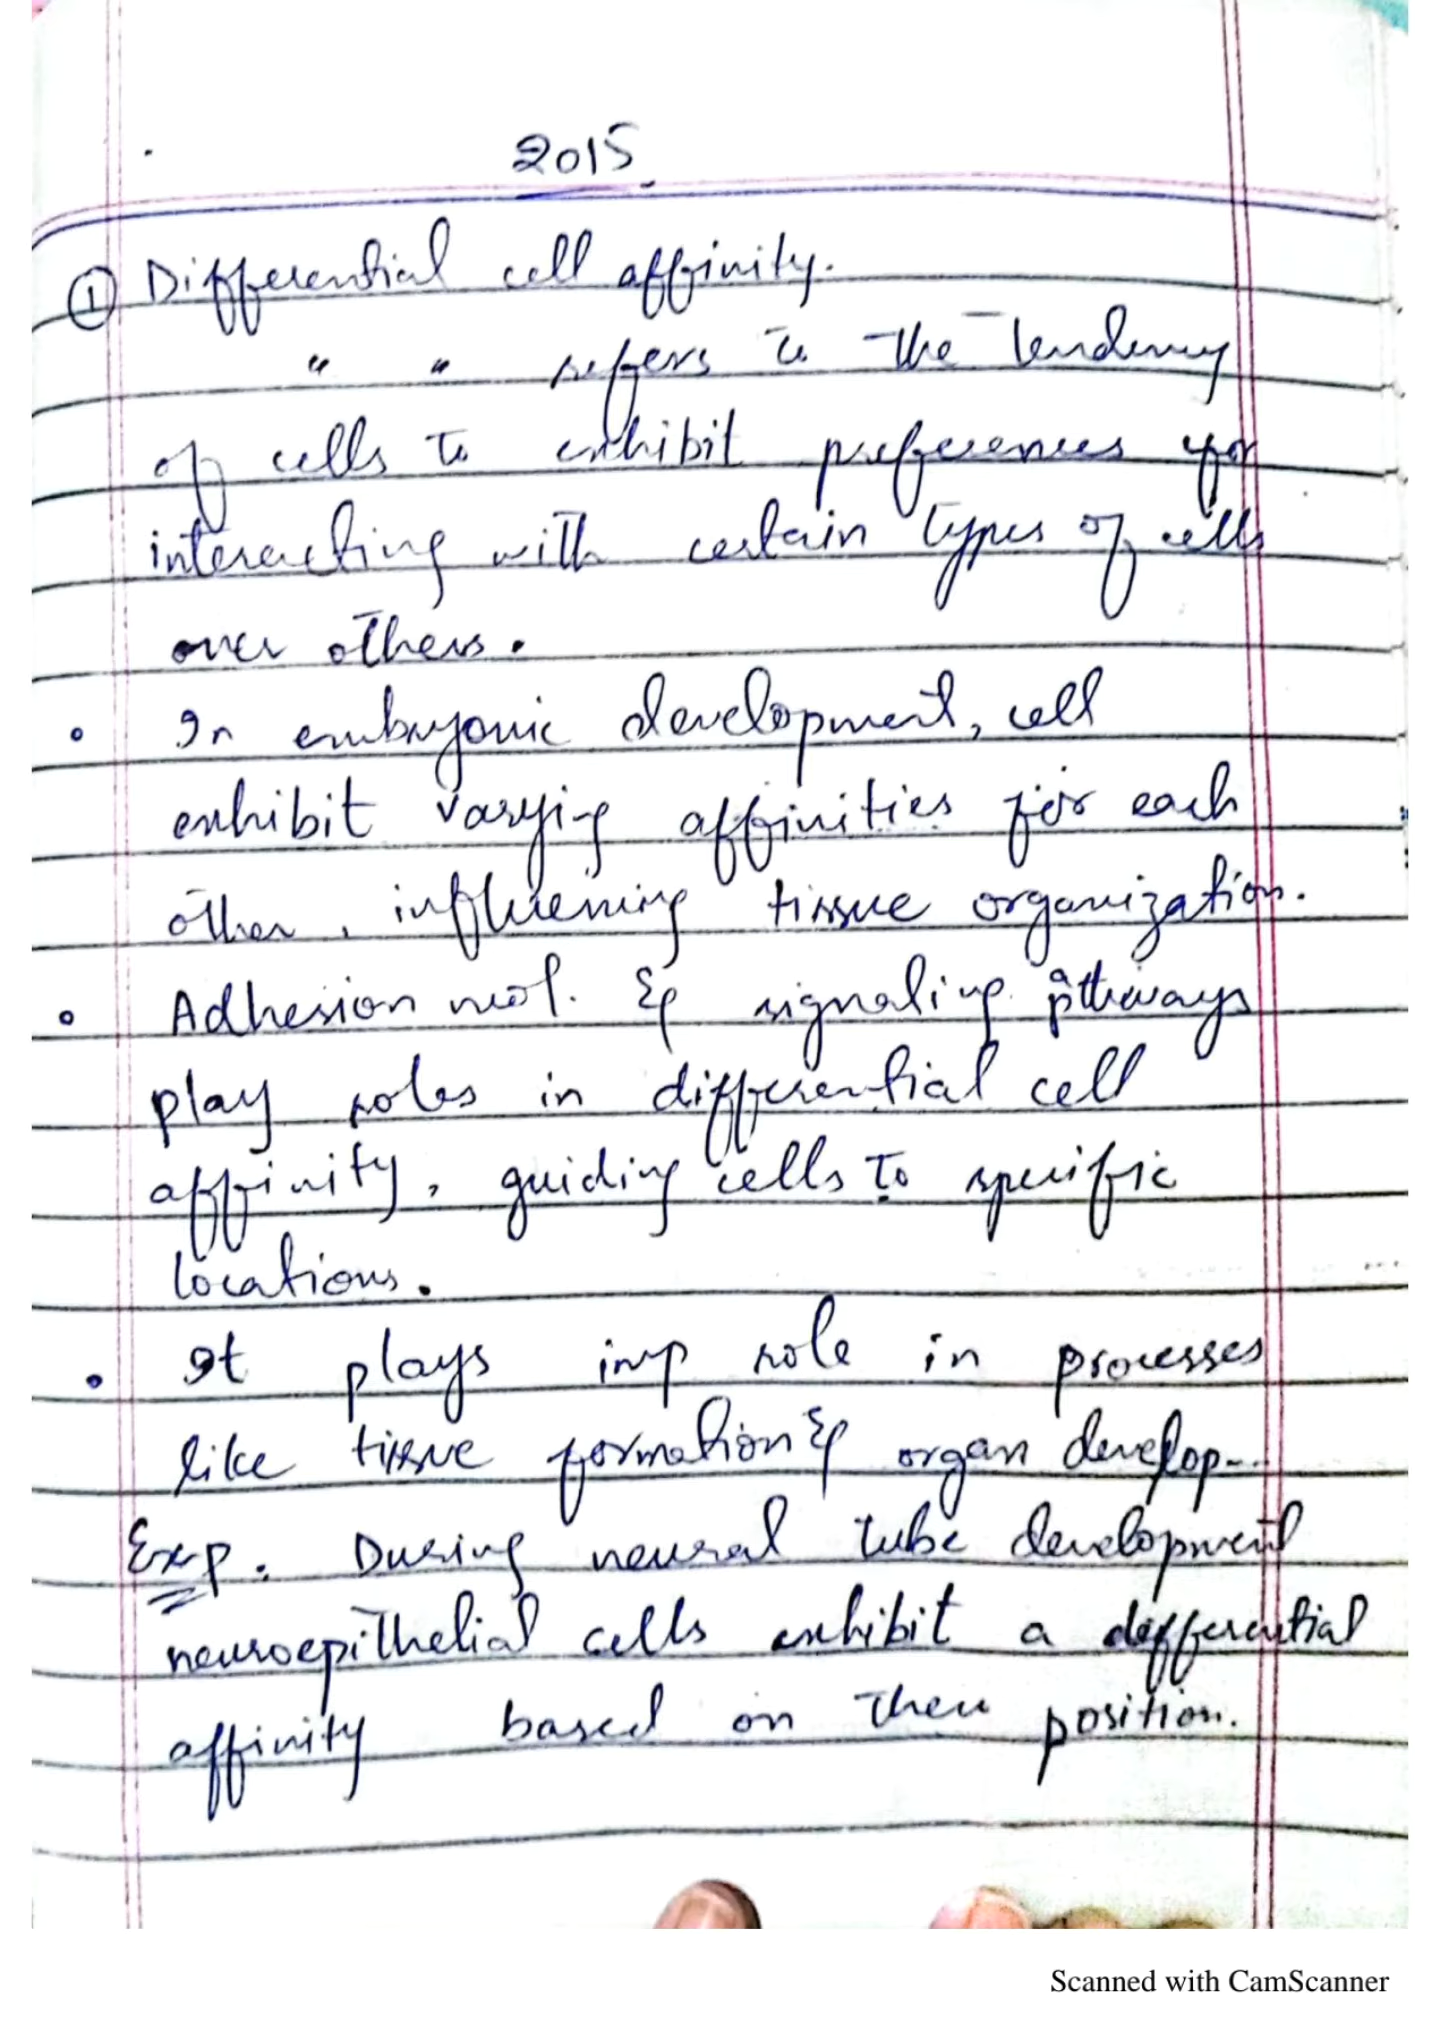 2015
① Differential cell affinity.
" " refers to the tendency
of cells to exhibit preferences for
interacting with certain types of cells
over others.
• In embryonic development, cell
exhibit varying affinities for each
other, influencing tissue organization.
• Adhesion mol. & signaling pathways
play roles in differential cell
affinity, guiding cells to specific
locations.
• It plays imp role in processes
like tissue formation & organ develop-
Exp. During neural tube development
neuroepithelial cells exhibit a differential
affinity based on their position.
Scanned with CamScanner